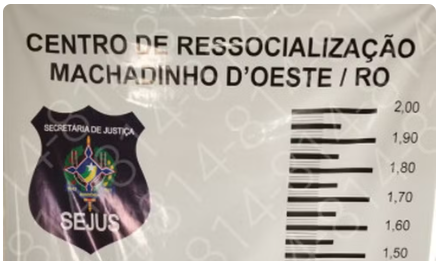 CENTRO DE RESSOCIALIZAÇÃO
MACHADINHO D'OESTE / RO
SECRETARIA DE JUSTIÇA
SEJUS
2,00
1,90
1,80
1,70
1,60
1,50